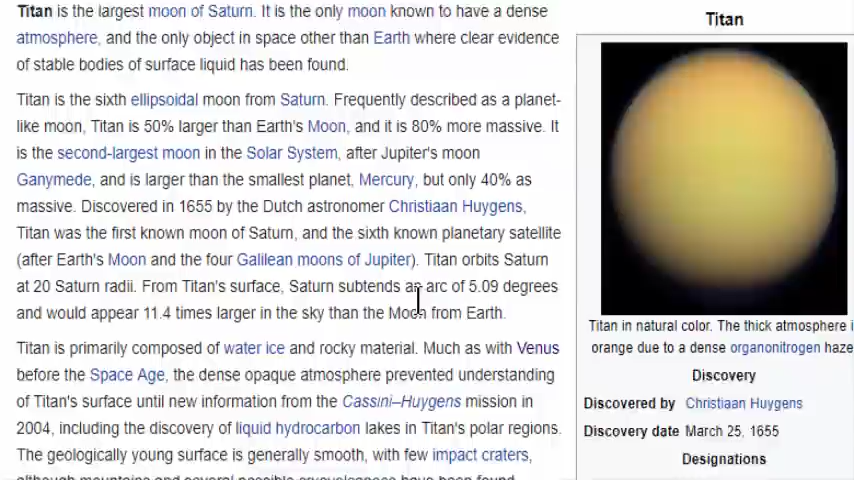 Titan is the largest moon of Saturn. It is the only moon known to have a dense
atmosphere, and the only object in space other than Earth where clear evidence
of stable bodies of surface liquid has been found.
Titan is the sixth ellipsoidal moon from Saturn. Frequently described as a planet-
like moon, Titan is 50% larger than Earth's Moon, and it is 80% more massive. It
is the second-largest moon in the Solar System, after Jupiter's moon
Ganymede, and is larger than the smallest planet, Mercury, but only 40% as
massive. Discovered in 1655 by the Dutch astronomer Christiaan Huygens,
Titan was the first known moon of Saturn, and the sixth known planetary satellite
(after Earth's Moon and the four Galilean moons of Jupiter). Titan orbits Saturn
at 20 Saturn radii. From Titan's surface, Saturn subtends an arc of 5.09 degrees
and would appear 11.4 times larger in the sky than the Moon from Earth.
Titan is primarily composed of water ice and rocky material. Much as with Venus
before the Space Age, the dense opaque atmosphere prevented understanding
of Titan's surface until new information from the Cassini–Huygens mission in
2004, including the discovery of liquid hydrocarbon lakes in Titan's polar regions.
The geologically young surface is generally smooth, with few impact craters,
although mountains and several possible cryovolcanoes have been found.
Titan
Titan in natural color. The thick atmosphere i
orange due to a dense organonitrogen haze
Discovery
Discovered by Christiaan Huygens
Discovery date March 25, 1655
Designations